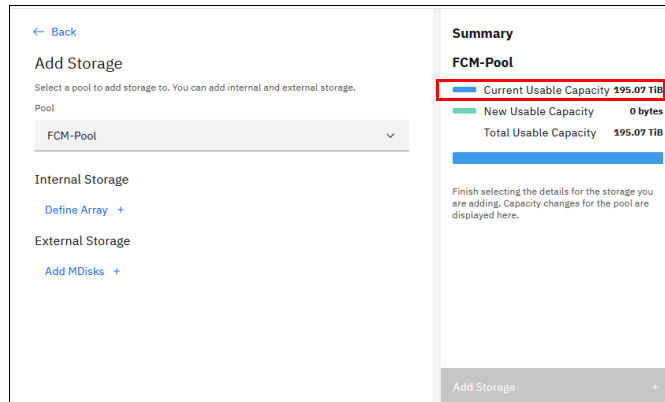 ← Back
Add Storage
Select a pool to add storage to. You can add internal and external storage.
Pool
FCM-Pool
Internal Storage
Define Array +
External Storage
Add MDisks +
Summary
FCM-Pool
Current Usable Capacity 195.07 TiB
New Usable Capacity 0 bytes
Total Usable Capacity 195.07 TiB
Finish selecting the details for the storage you
are adding. Capacity changes for the pool are
displayed here.
Add Storage +